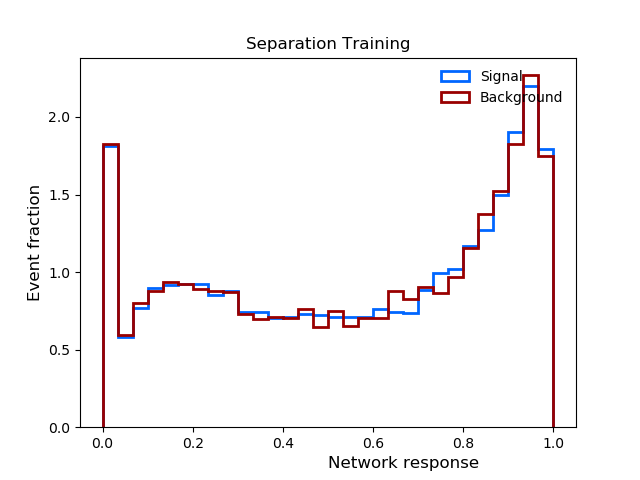 Separation Training
Signal
Background
Event fraction
2.0
1.5
1.0
0.5
0.0
0.0 0.2 0.4 0.6 0.8 1.0
Network response